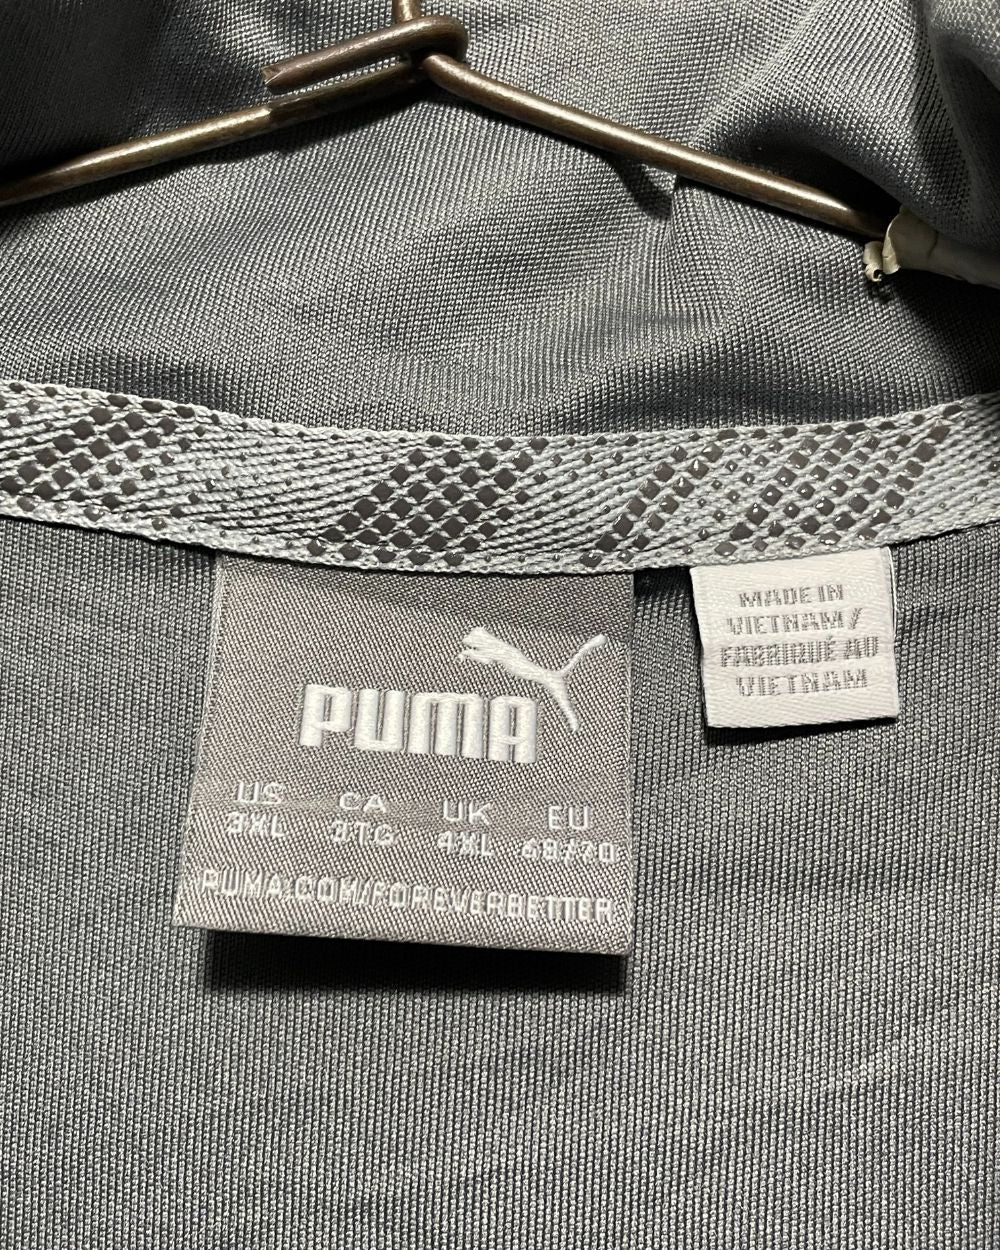 PUMA
US CA UK EU
3XL 3TG 4XL 68/70
PUMA.COM/FOREVERBETTER
MADE IN
VIETNAM/
FABRIQUÉ AU
VIETNAM